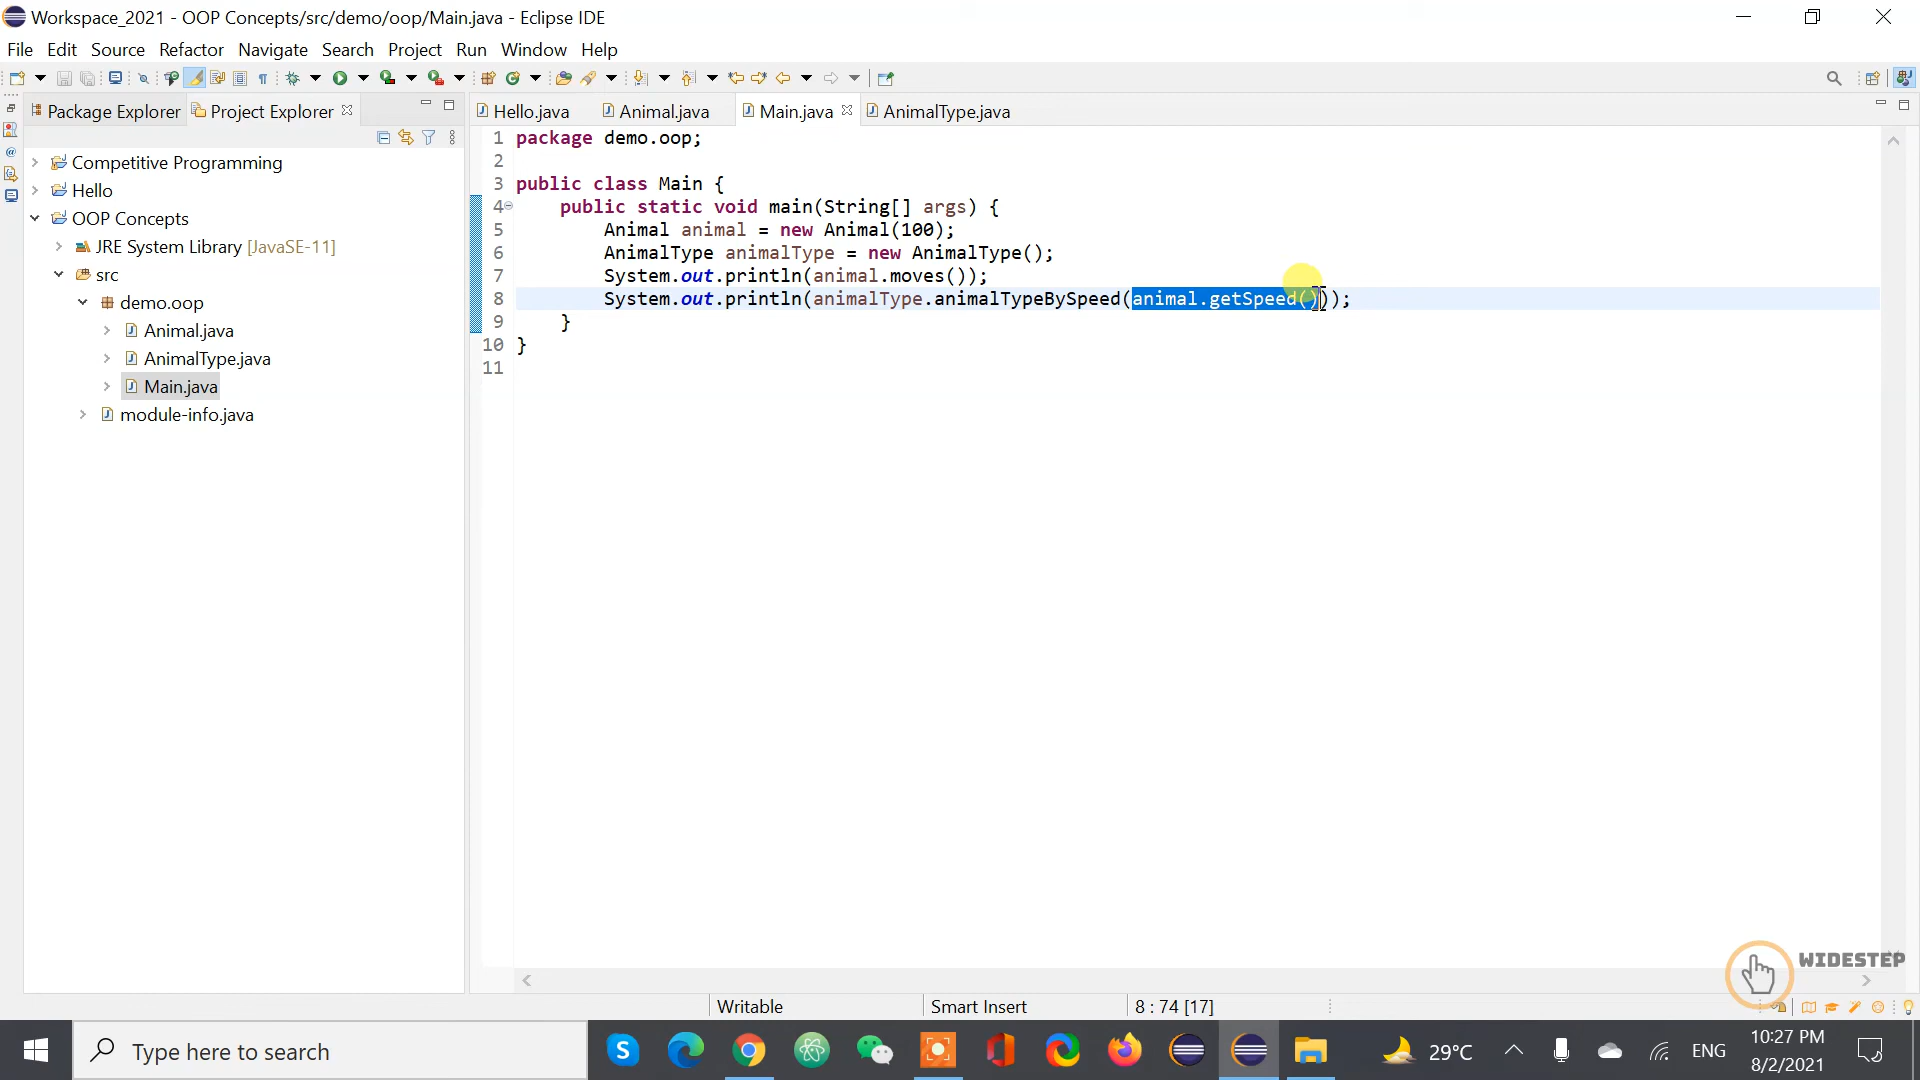 Workspace_2021 - OOP Concepts/src/demo/oop/Main.java - Eclipse IDE
File Edit Source Refactor Navigate Search Project Run Window Help
Package Explorer Project Explorer
Hello.java Animal.java Main.java AnimalType.java
Competitive Programming
Hello
OOP Concepts
JRE System Library [JavaSE-11]
src
demo.oop
Animal.java
AnimalType.java
Main.java
module-info.java
1 package demo.oop;
2
3 public class Main {
4 public static void main(String[] args) {
5 Animal animal = new Animal(100);
6 AnimalType animalType = new AnimalType();
7 System.out.println(animal.moves());
8 System.out.println(animalType.animalTypeBySpeed(animal.getSpeed()));
9 }
10 }
11
WIDESTEP
Writable Smart Insert 8 : 74 [17]
Type here to search
29°C ENG 10:27 PM
8/2/2021